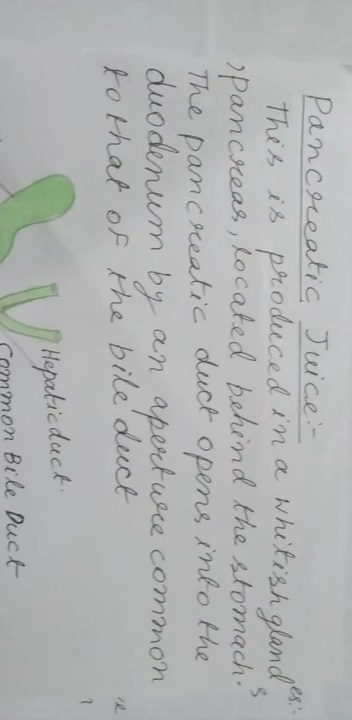 Pancreatic Juice:-
This is produced in a whitish gland
pancreas, located behind the stomach.
The pancreatic duct opens into the
duodenum by an aperture common
to that of the bile duct
Hepatic duct.
Common Bile Duct